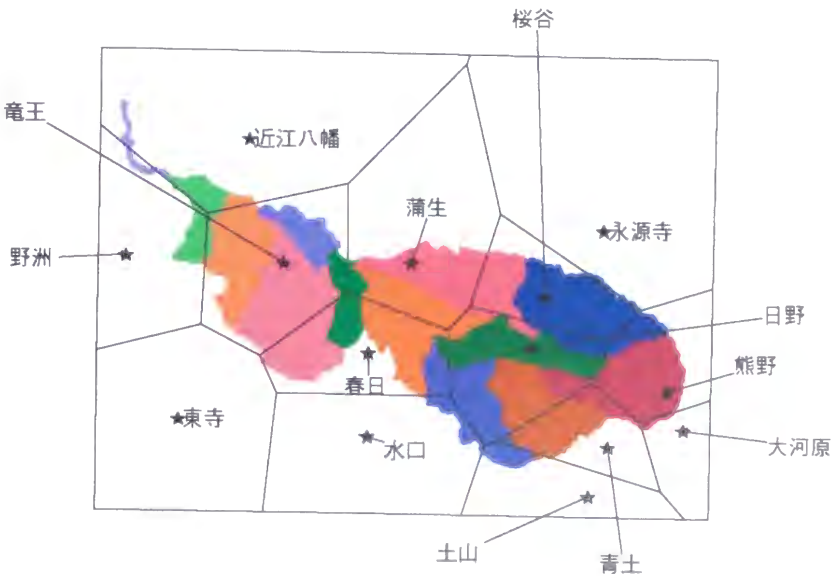 桜谷
竜王
近江八幡
蒲生
永源寺
野洲
日野
熊野
春日
東寺
水口
大河原
土山
青土